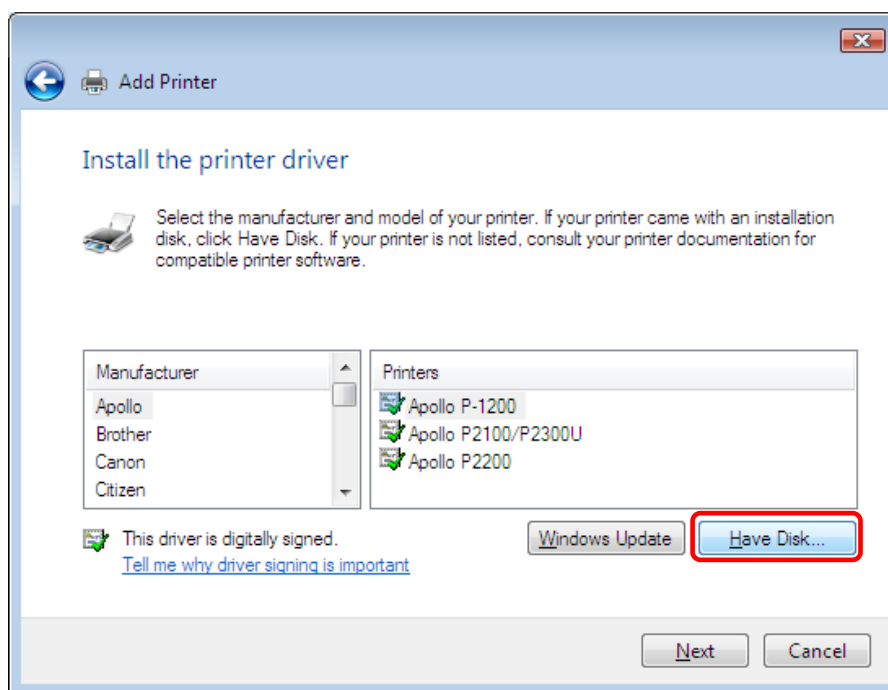 Add Printer
Install the printer driver
Select the manufacturer and model of your printer. If your printer came with an installation
disk, click Have Disk. If your printer is not listed, consult your printer documentation for
compatible printer software.
Manufacturer
Apollo
Brother
Canon
Citizen
Printers
Apollo P-1200
Apollo P2100/P2300U
Apollo P2200
This driver is digitally signed.
Tell me why driver signing is important
Windows Update
Have Disk...
Next
Cancel